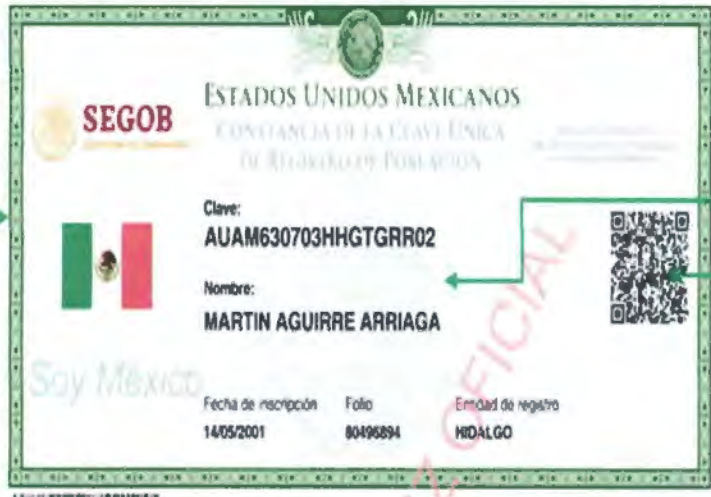 ESTADOS UNIDOS MEXICANOS
SEGOB
CONSTANCIA DE LA CLAVE ÚNICA
DE REGISTRO DE POBLACIÓN
Clave:
AUAM630703HHGTGRR02
Nombre:
MARTIN AGUIRRE ARRIAGA
Soy México
Fecha de inscripción Folio Entidad de registro
14/05/2001 80496894 HIDALGO
OFICIAL